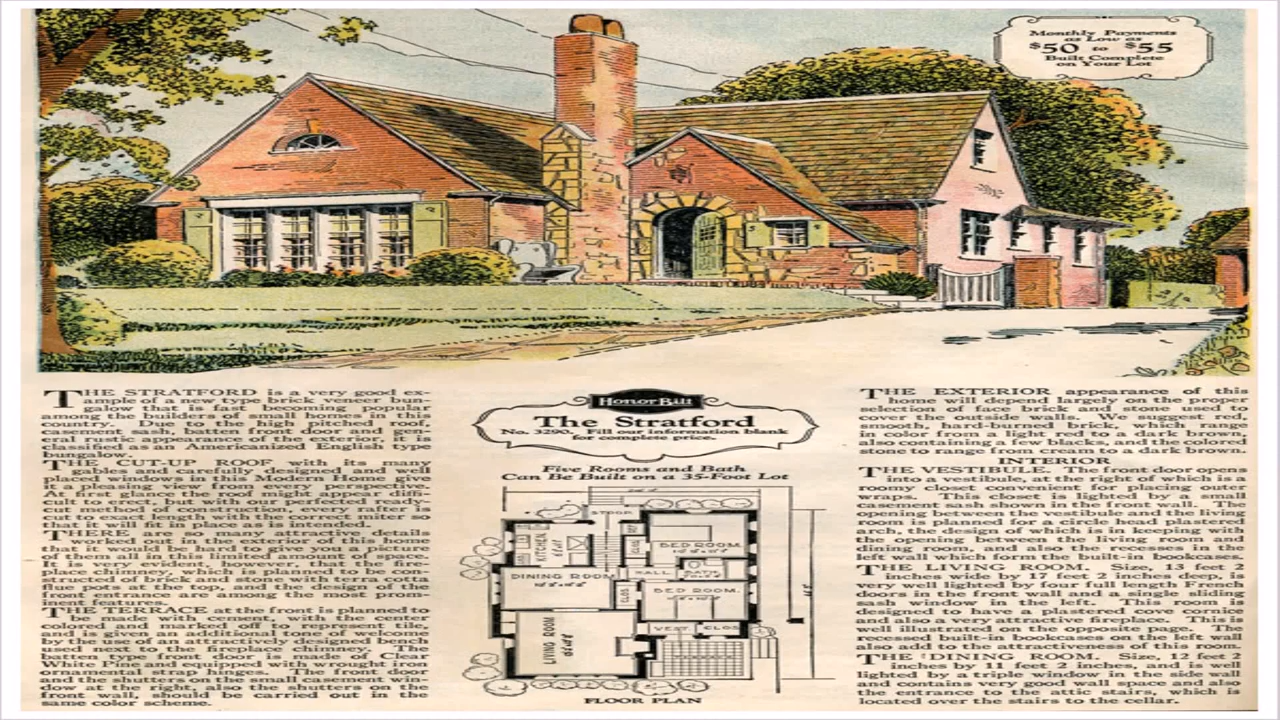 Monthly Payments
as Low as
$50 to $55
Built Complete
on Your Lot
THE STRATFORD is a very good ex-
ample of a new type brick veneer bun-
galow that is fast becoming popular
among the builders of small homes in this
country. Due to the high pitched roof,
casement sash, batten front door and gen-
eral rustic appearance of the exterior, it is
classified as an Americanized English type
bungalow.
THE CUT-UP ROOF with its many
gables and carefully designed and well
placed windows in this Modern Home give
it a pleasing view from every perspective.
At first glance the roof might appear diffi-
cult to erect, but with our perfected ready-
cut method of construction, every rafter is
cut to exact length with the correct miter so
that it will fit in place as is intended.
THERE are so many attractive details
worked out in the exterior of this home
that it would be hard to give you a picture
of them all in this limited amount of space.
It is very evident, however, that the fire-
place chimney, which is planned to be con-
structed of brick and stone with terra cotta
flue pots at the top, and the design of the
front entrance are among the most prom-
inent features.
THE TERRACE at the front is planned to
be made with cement, with the center
colored and marked off to represent tile,
and is given an additional tone of welcome
by the use of an attractively designed bench
used next to the fireplace chimney. The
batten type front door is made of Clear
White Pine and equipped with wrought iron
ornamental strap hinges. The front door
and the shutters on the small casement win-
dow at the right, also the shutters on the
front wall, should be carried out in the
same color scheme.
Honor Bilt
The Stratford
No. 3290. Fill our information blank
for complete price.
Five Rooms and Bath
Can Be Built on a 35-Foot Lot
STOOP
KITCHEN
BED ROOM
DINING ROOM
HALL
BATH
CLOS
BED ROOM
VEST
CLOS
LIVING ROOM
FLOOR PLAN
THE EXTERIOR appearance of this
home will depend largely on the proper
selection of face brick and stone used to
cover the outside walls. We suggest red,
smooth, hard-burned brick, which range
in color from a light red to a dark brown,
also containing a few blacks, and the colored
stone to range from cream to a dark brown.
INTERIOR
THE VESTIBULE. The front door opens
into a vestibule, at the right of which is a
roomy closet convenient for placing outer
wraps. This closet is lighted by a small
casement sash shown in the front wall. The
opening between the vestibule and the living
room is planned for a circle head plastered
arch, the design of which is in keeping with
the opening between the living room and
dining room, and also the recesses in the
left wall which form the built-in bookcases.
THE LIVING ROOM. Size, 13 feet 2
inches wide by 17 feet 2 inches deep, is
very well lighted by four full length French
doors in the front wall and a single sliding
sash window in the left. This room is
designed to have a plastered cove cornice
and also a very attractive fireplace. This is
well illustrated on the opposite page. The
recessed built-in bookcases on the left wall
also add to the attractiveness of this room.
THE DINING ROOM. Size, 12 feet 2
inches by 11 feet 2 inches, and is well
lighted by a triple window in the side wall
and contains very good wall space and also
the entrance to the attic stairs, which is
located over the stairs to the cellar.